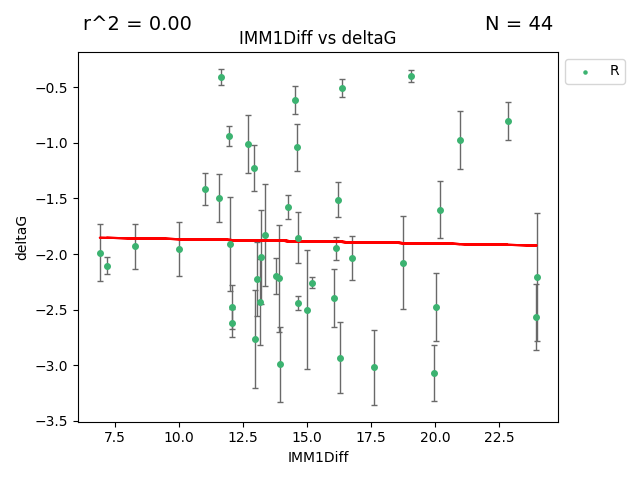 r^2 = 0.00
N = 44
IMM1Diff vs deltaG
R
deltaG
−0.5
−1.0
−1.5
−2.0
−2.5
−3.0
−3.5
7.5 10.0 12.5 15.0 17.5 20.0 22.5
IMM1Diff